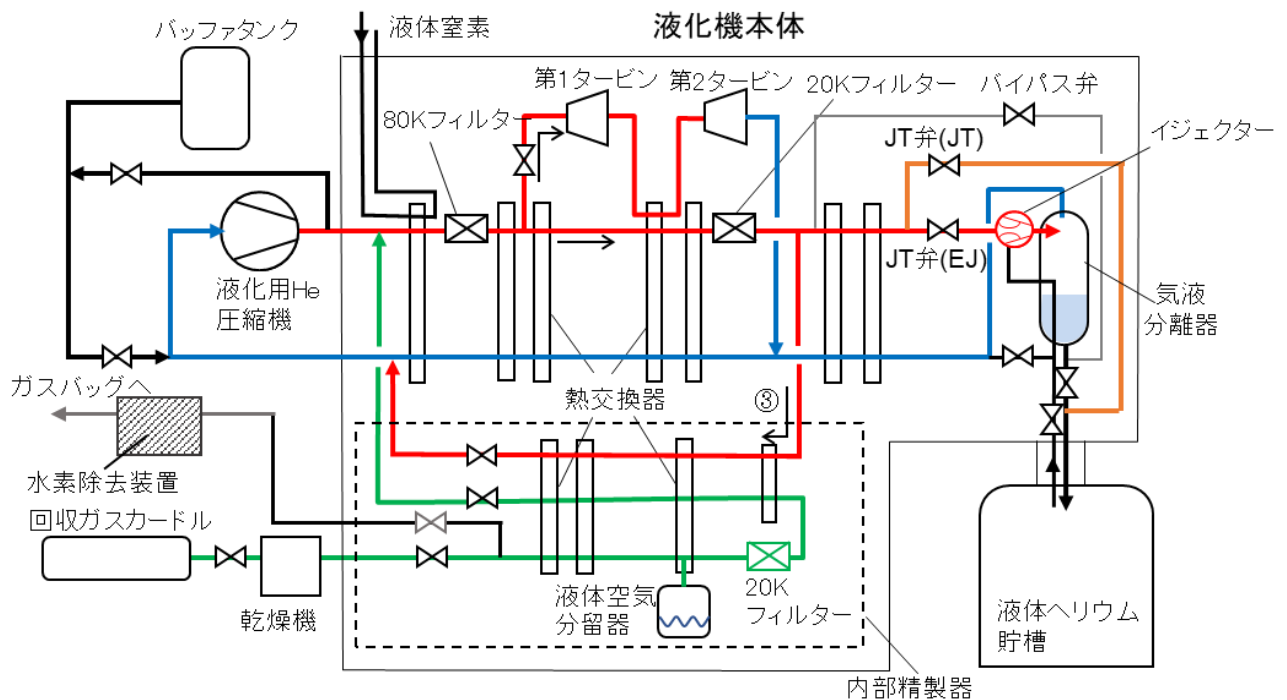 バッファタンク
液体窒素
液化機本体
第1タービン
第2タービン
20Kフィルター
バイパス弁
80Kフィルター
JT弁(JT)
イジェクター
JT弁(EJ)
液化用He
圧縮機
気液
分離器
ガスバッグへ
熱交換器
③
水素除去装置
回収ガスカードル
乾燥機
液体空気
分留器
20K
フィルター
液体ヘリウム
貯槽
内部精製器